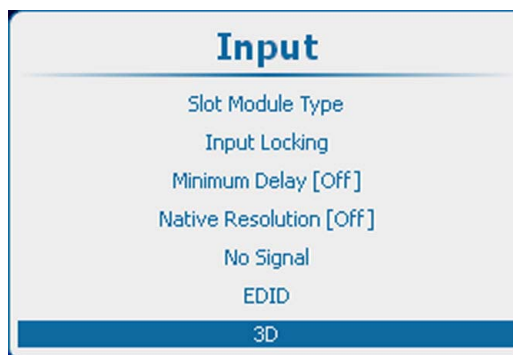 Input
Slot Module Type
Input Locking
Minimum Delay [Off]
Native Resolution [Off]
No Signal
EDID
3D